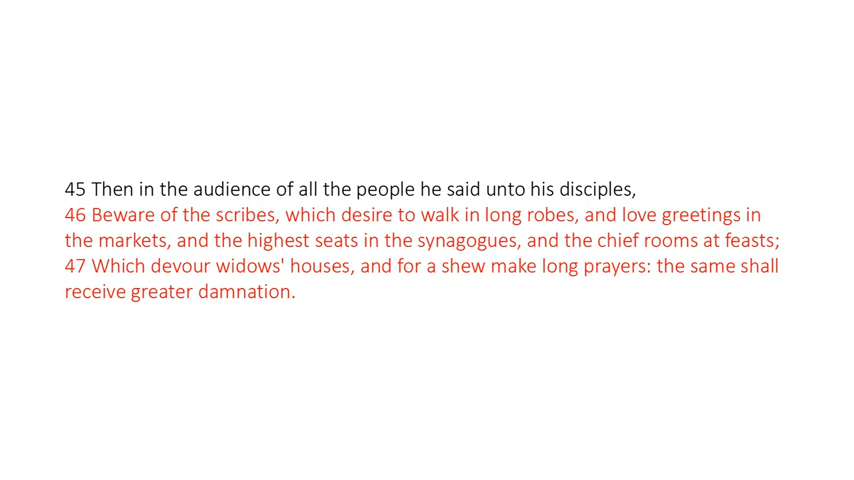 45 Then in the audience of all the people he said unto his disciples,
46 Beware of the scribes, which desire to walk in long robes, and love greetings in
the markets, and the highest seats in the synagogues, and the chief rooms at feasts;
47 Which devour widows' houses, and for a shew make long prayers: the same shall
receive greater damnation.